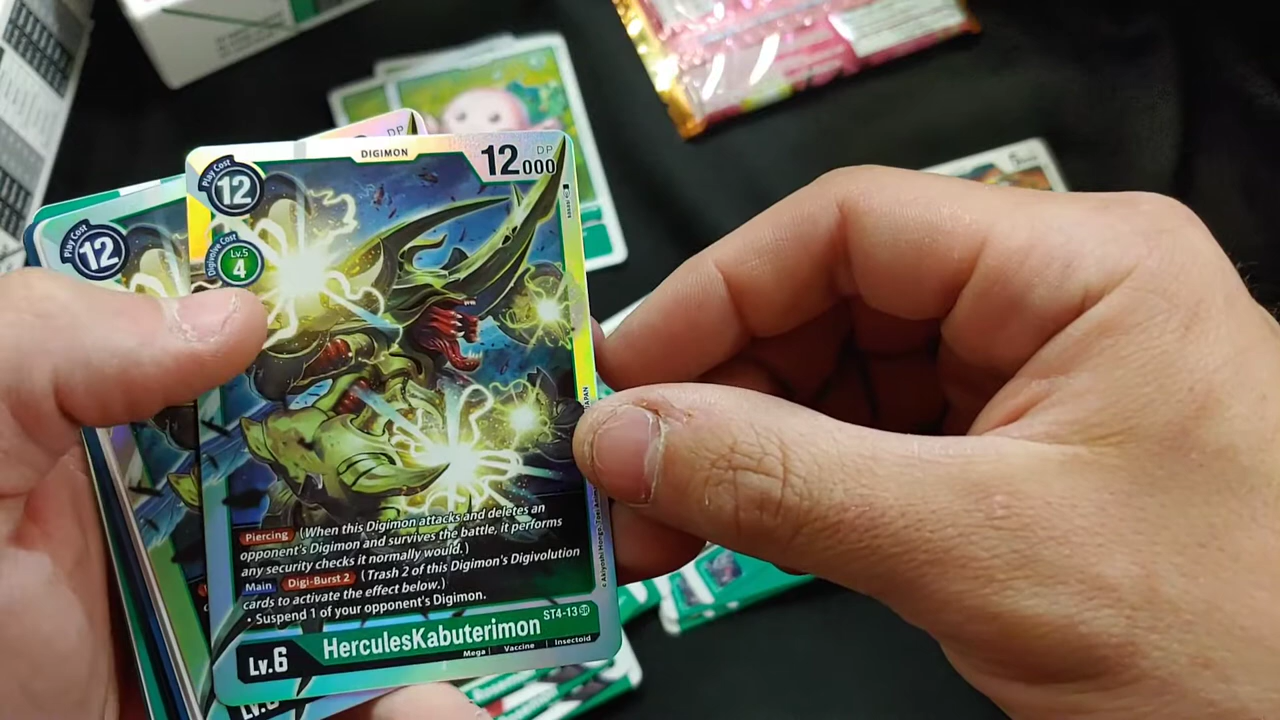 DIGIMON
Play Cost
12
DP
12000
Digivolve Cost
Lv.5
4
Piercing (When this Digimon attacks and deletes an
opponent's Digimon and survives the battle, it performs
any security checks it normally would.)
Main Digi-Burst 2 (Trash 2 of this Digimon's Digivolution
cards to activate the effect below.)
• Suspend 1 of your opponent's Digimon.
ST4-13 SR
HerculesKabuterimon
Lv.6
Mega | Vaccine | Insectoid
Play Cost
12
DP